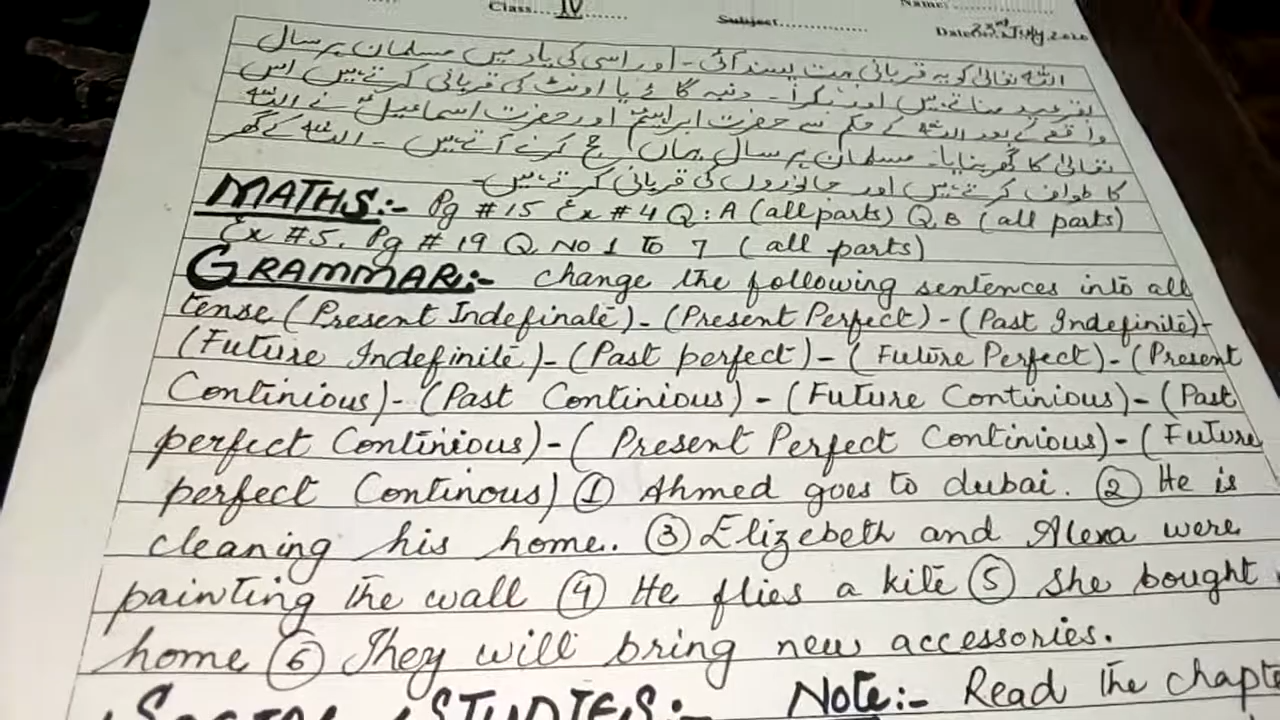 Class....IV.......
Subject...............
Name:................
Date: 23rd July 2020
اللہ تعالیٰ کو یہ قربانی بہت پسند آئی - اور اسی کی یاد میں مسلمان ہر سال
بقر عید مناتے ہیں اور بکرا - دنبہ گائے یا اونٹ کی قربانی کرتے ہیں اس
واقعے کے بعد اللہ کے حکم سے حضرت ابراہیمؑ اور حضرت اسماعیلؑ نے اللہ
تعالیٰ کا گھر بنایا - مسلمان ہر سال یہاں حج کرنے آتے ہیں - اللہ کے گھر
کا طواف کرتے ہیں اور جانوروں کی قربانی کرتے ہیں -
MATHS:- Pg #15 Ex #4 Q:A (all parts) Q,B (all parts)
Ex #5. Pg #19 Q No 1 To 7 (all parts)
GRAMMAR:- change the following sentences into all
tense (Present Indefinate) - (Present Perfect) - (Past Indefinite)-
(Future Indefinite) - (Past perfect) - (Future Perfect) - (Present
Continious) - (Past Continious) - (Future Continious) - (Past
perfect Continious) - (Present Perfect Continious) - (Future
perfect Continous) ① Ahmed goes to dubai. ② He is
cleaning his home. ③ Elizebeth and Alexa were
painting the wall ④ He flies a kite ⑤ She bought
home ⑥ They will bring new accessories.
SOCIAL STUDIES:- Note:- Read the chapte